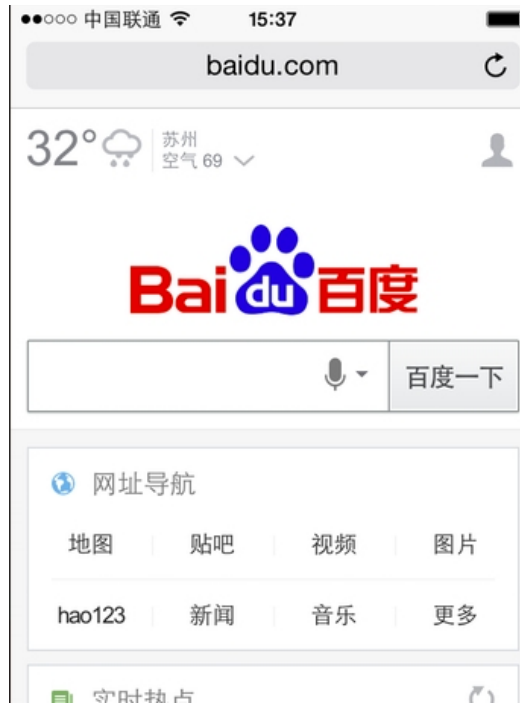 中国联通 15:37
baidu.com
32° 苏州
空气 69
Bai du 百度
百度一下
网址导航
地图 贴吧 视频 图片
hao123 新闻 音乐 更多
实时热点